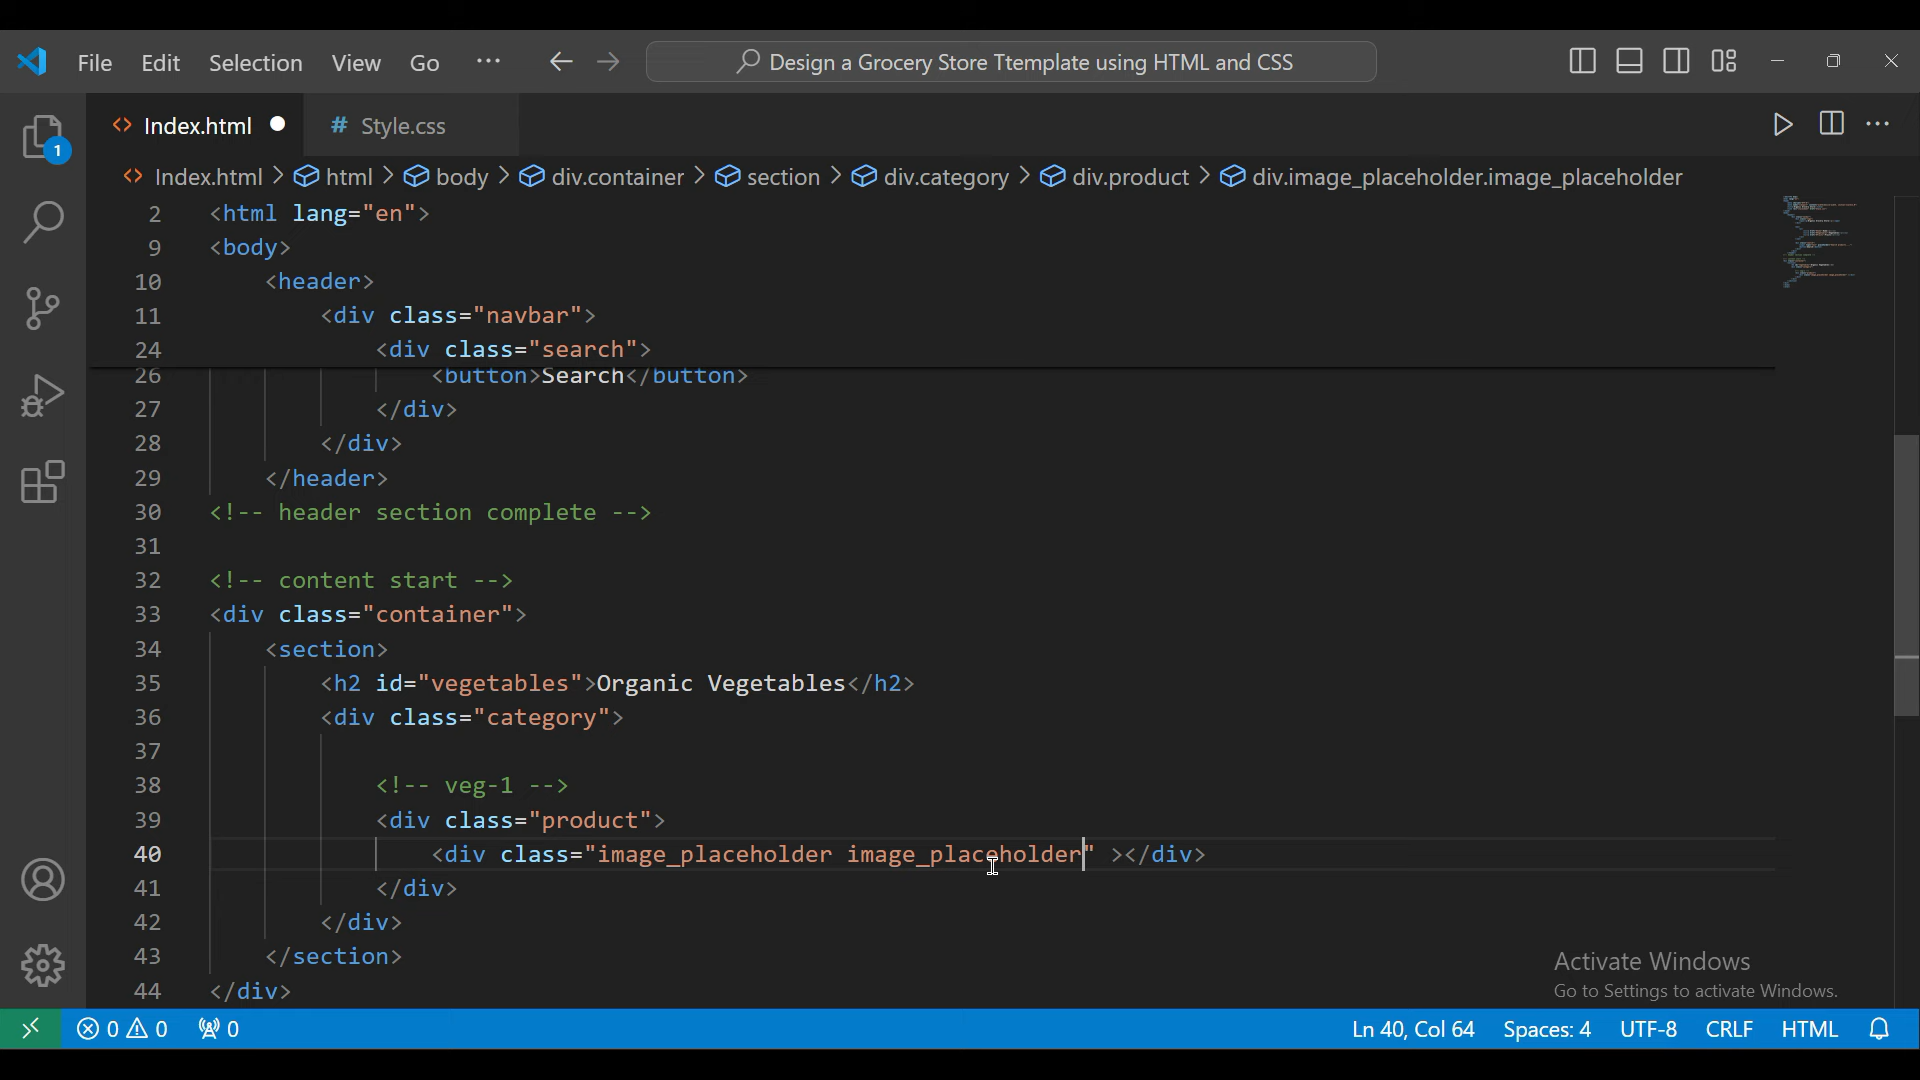 File Edit Selection View Go ··· Design a Grocery Store Ttemplate using HTML and CSS
Index.html # Style.css
Index.html > html > body > div.container > section > div.category > div.product > div.image_placeholder.image_placeholder
2 <html lang="en">
9 <body>
10 <header>
11 <div class="navbar">
24 <div class="search">
26 <button>Search</button>
27 </div>
28 </div>
29 </header>
30 <!-- header section complete -->
31
32 <!-- content start -->
33 <div class="container">
34 <section>
35 <h2 id="vegetables">Organic Vegetables</h2>
36 <div class="category">
37
38 <!-- veg-1 -->
39 <div class="product">
40 <div class="image_placeholder image_placeholder" ></div>
41 </div>
42 </div>
43 </section>
44 </div>
1
Activate Windows
Go to Settings to activate Windows.
0 0 0 Ln 40, Col 64 Spaces: 4 UTF-8 CRLF HTML